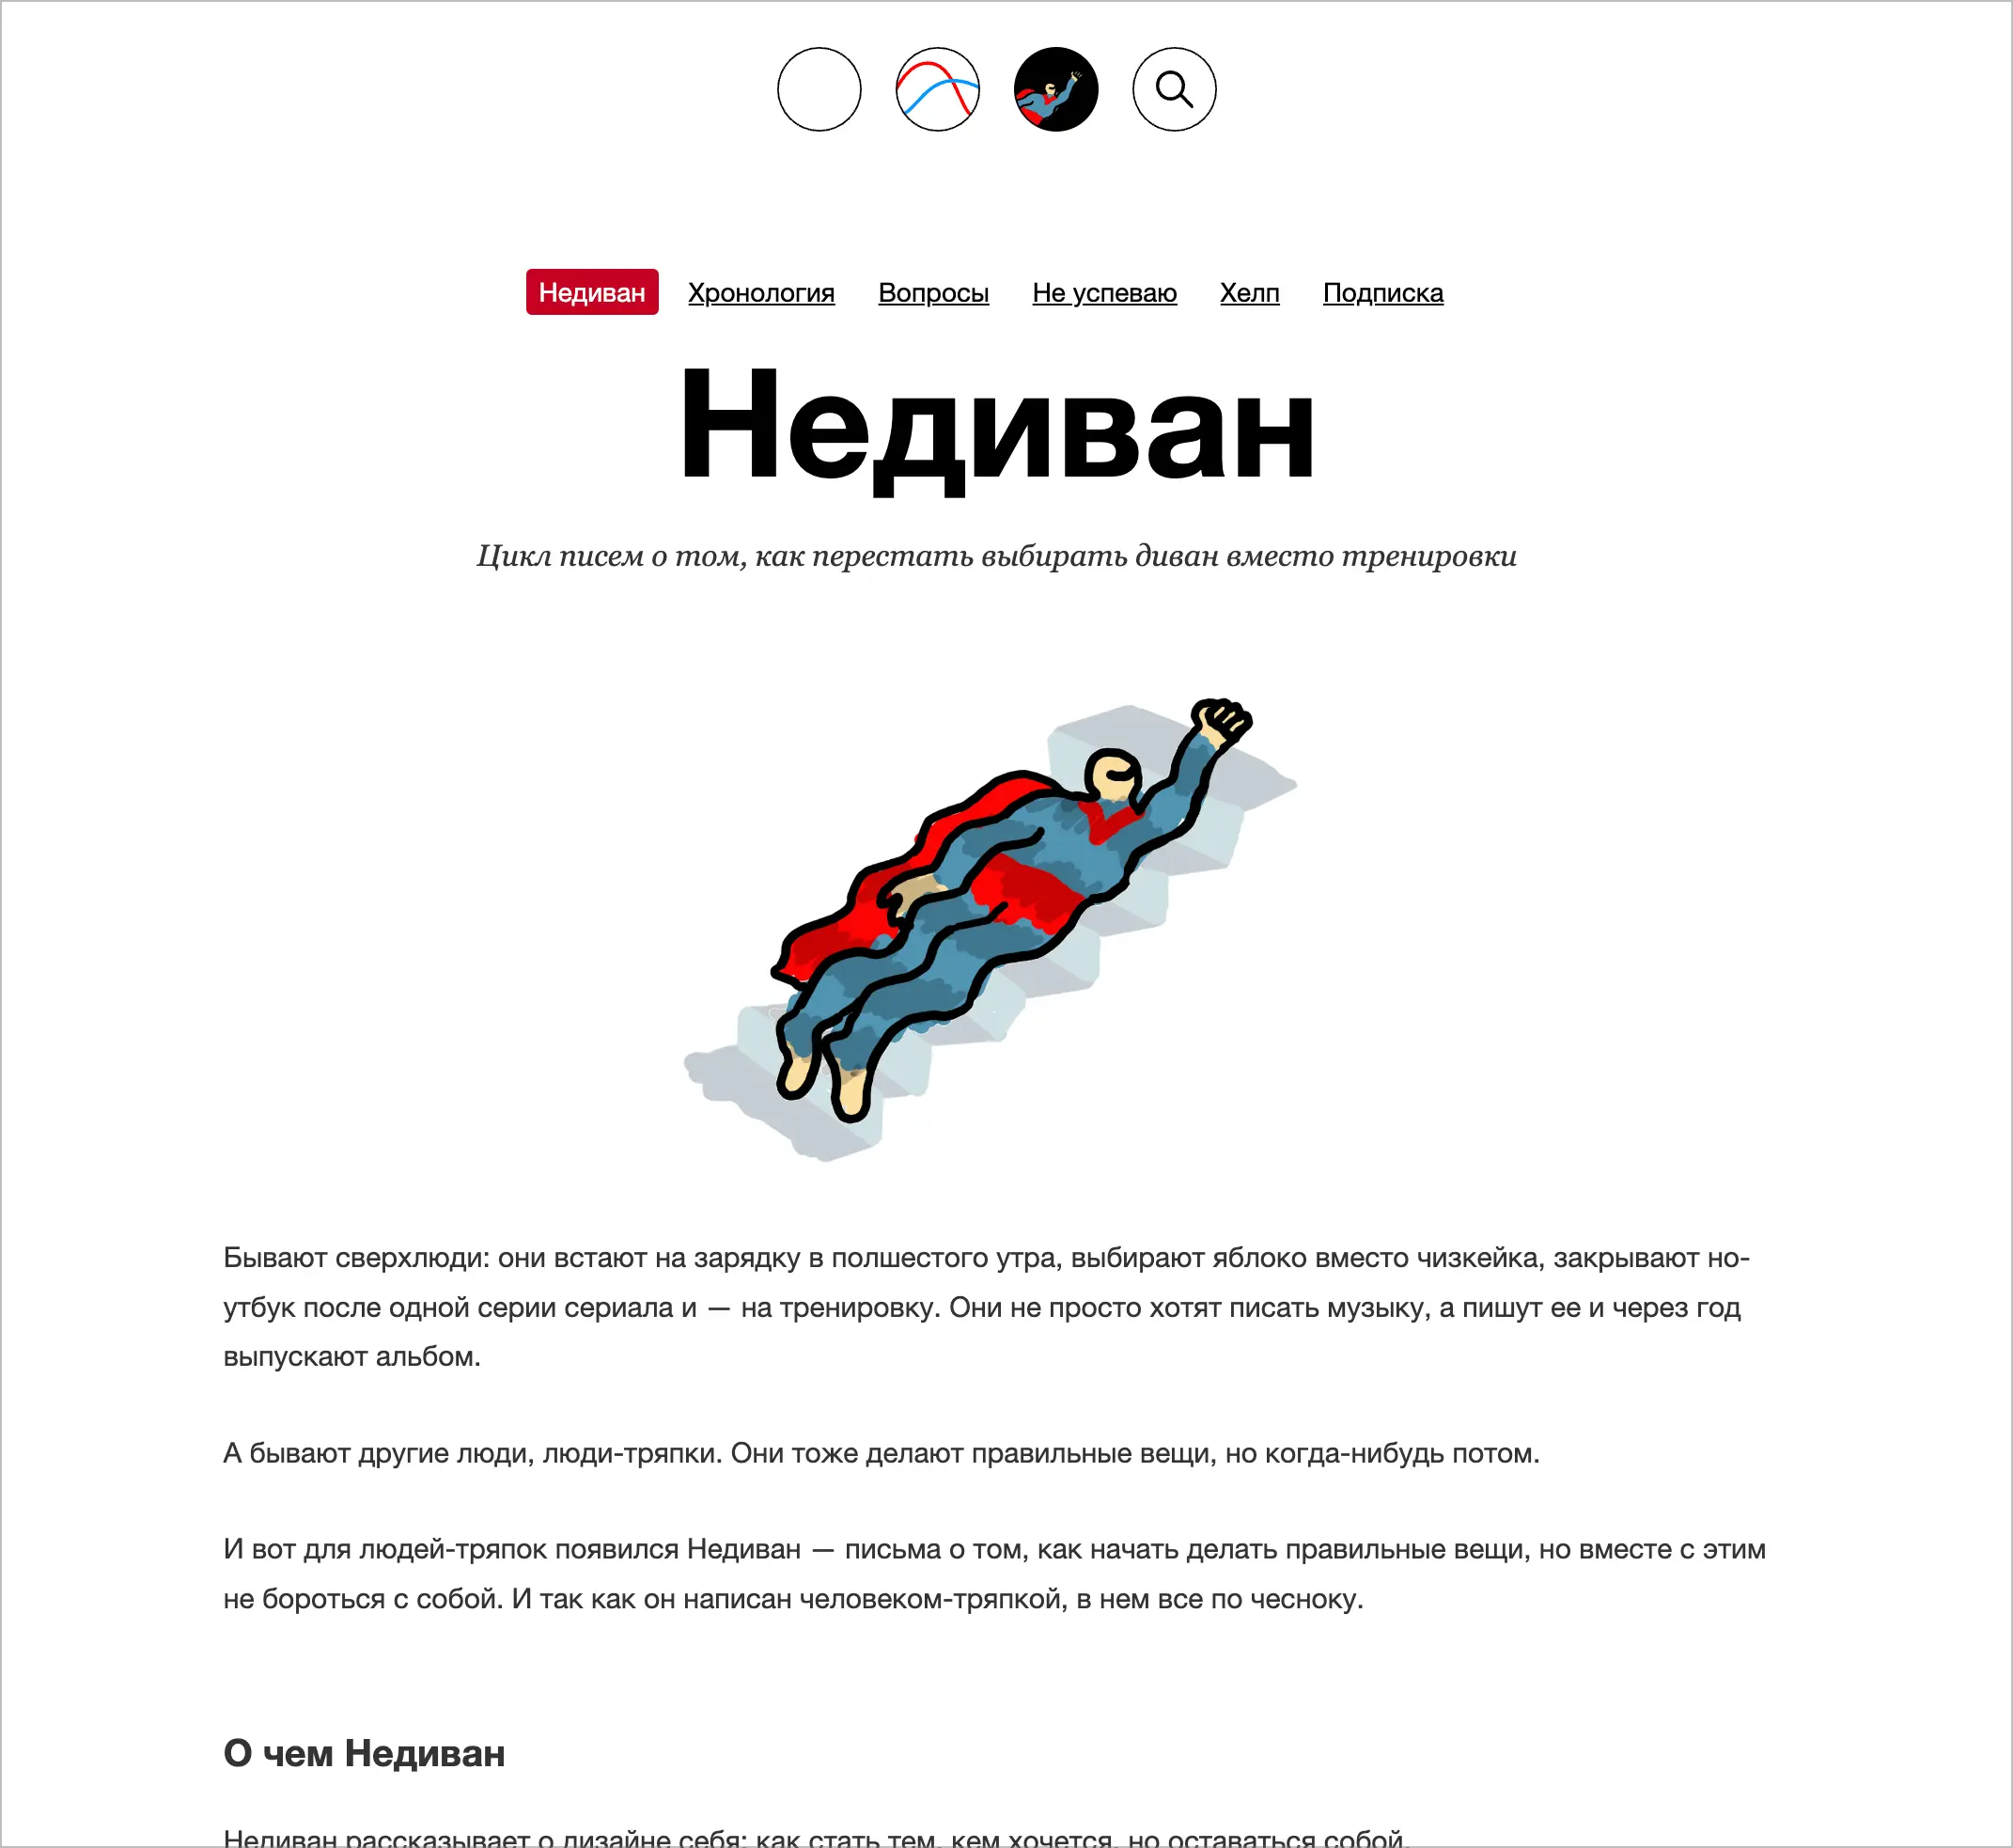 Недиван Хронология Вопросы Не успеваю Хелп Подписка
Недиван
Цикл писем о том, как перестать выбирать диван вместо тренировки
Бывают сверхлюди: они встают на зарядку в полшестого утра, выбирают яблоко вместо чизкейка, закрывают но-
утбук после одной серии сериала и — на тренировку. Они не просто хотят писать музыку, а пишут ее и через год
выпускают альбом.
А бывают другие люди, люди-тряпки. Они тоже делают правильные вещи, но когда-нибудь потом.
И вот для людей-тряпок появился Недиван — письма о том, как начать делать правильные вещи, но вместе с этим
не бороться с собой. И так как он написан человеком-тряпкой, в нем все по чесноку.
О чем Недиван
Недиван рассказывает о дизайне себя: как стать тем, кем хочется, но оставаться собой.